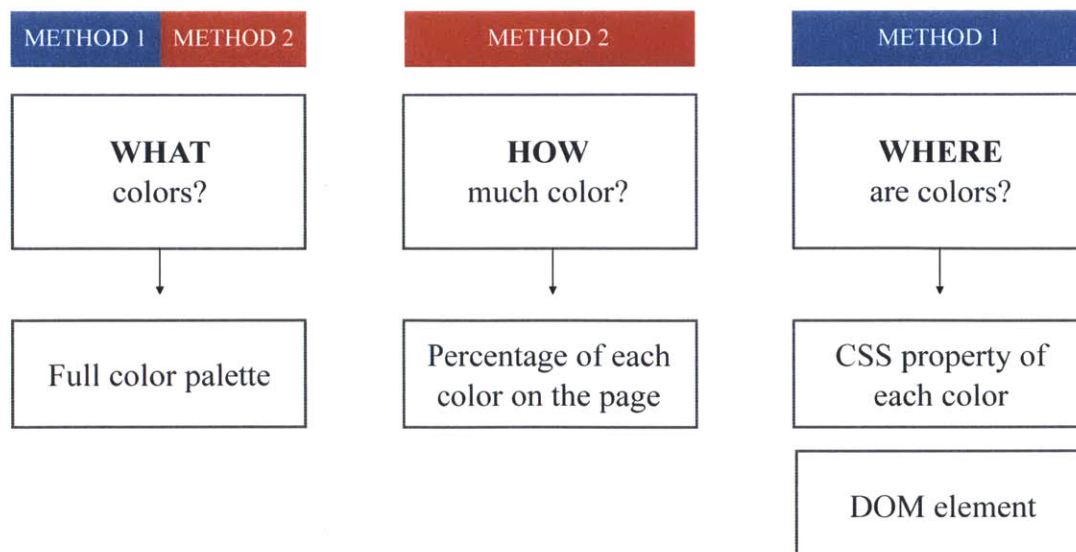 METHOD 1 METHOD 2
WHAT
colors?
Full color palette
METHOD 2
HOW
much color?
Percentage of each
color on the page
METHOD 1
WHERE
are colors?
CSS property of
each color
DOM element